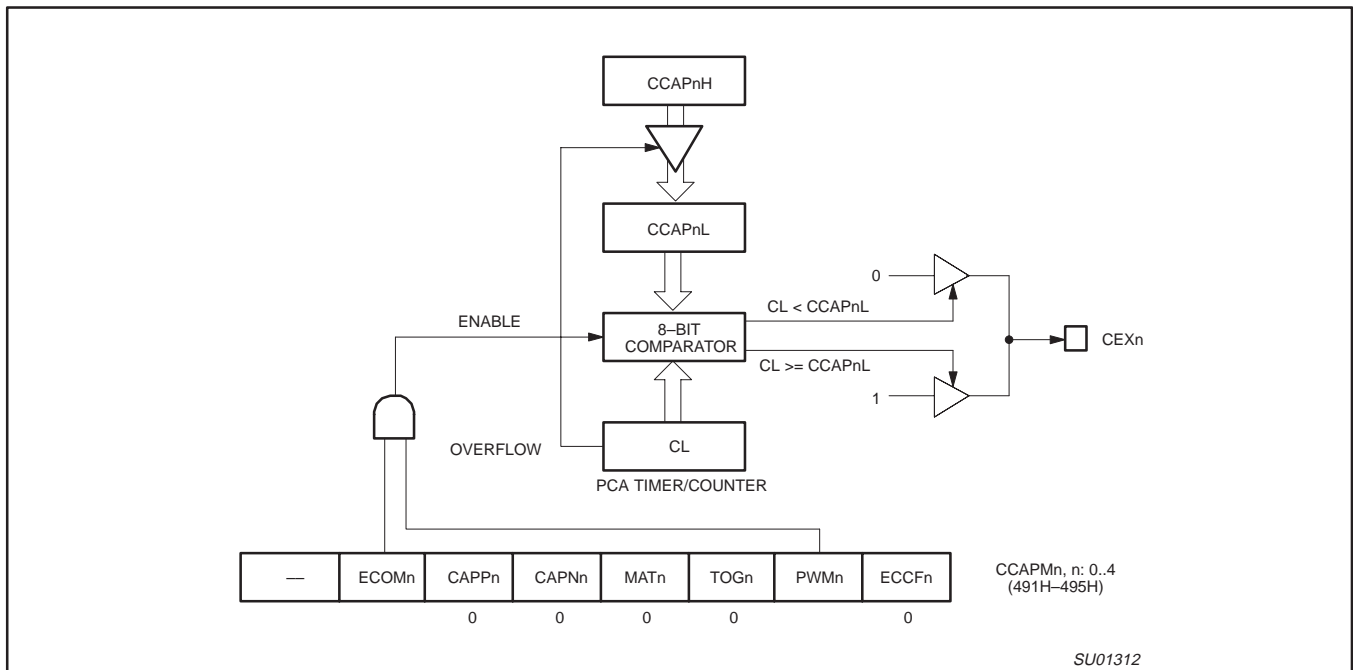 CCAPnH
CCAPnL
0
CL < CCAPnL
ENABLE
8–BIT
COMPARATOR
CEXn
CL >= CCAPnL
1
OVERFLOW
CL
PCA TIMER/COUNTER
— ECOMn CAPPn CAPNn MATn TOGn PWMn ECCFn
CCAPMn, n: 0..4
(491H–495H)
0 0 0 0 0
SU01312